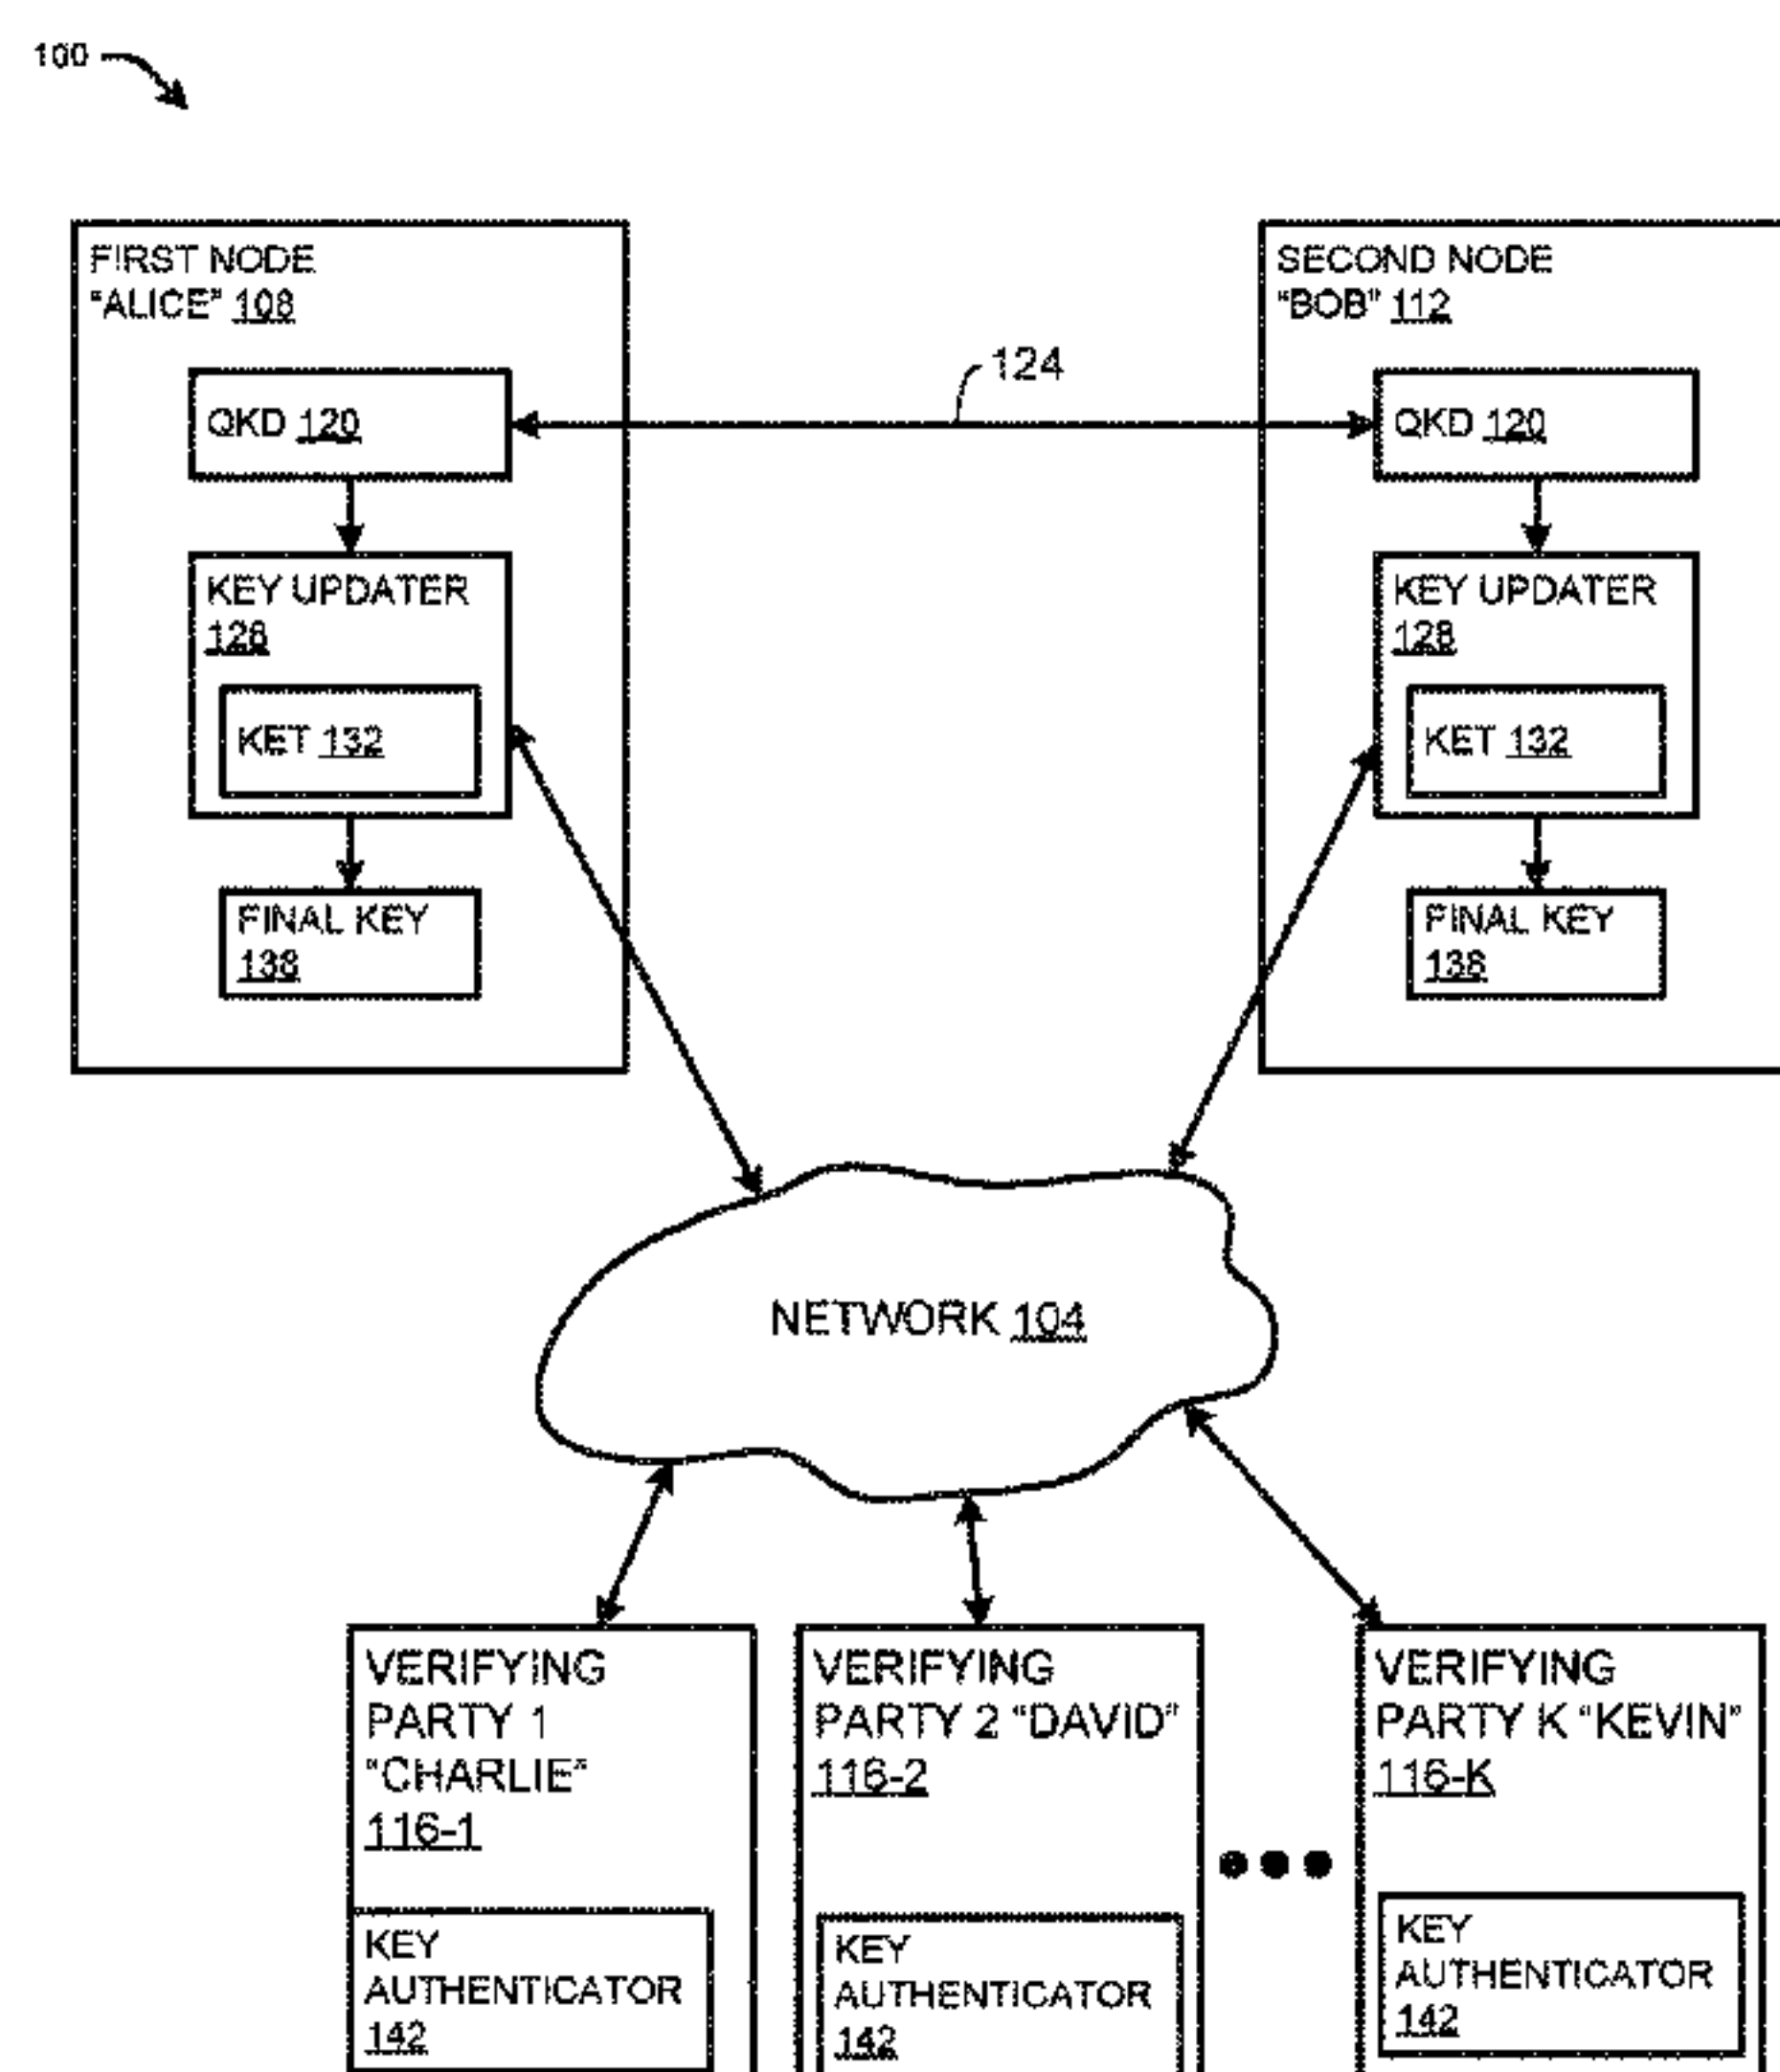 100
FIRST NODE
"ALICE" 108
SECOND NODE
"BOB" 112
124
QKD 120
QKD 120
KEY UPDATER
128
KEY UPDATER
128
KET 132
KET 132
FINAL KEY
138
FINAL KEY
138
NETWORK 104
VERIFYING
PARTY 1
"CHARLIE"
116-1
VERIFYING
PARTY 2 "DAVID"
116-2
VERIFYING
PARTY K "KEVIN"
116-K
KEY
AUTHENTICATOR
142
KEY
AUTHENTICATOR
142
KEY
AUTHENTICATOR
142